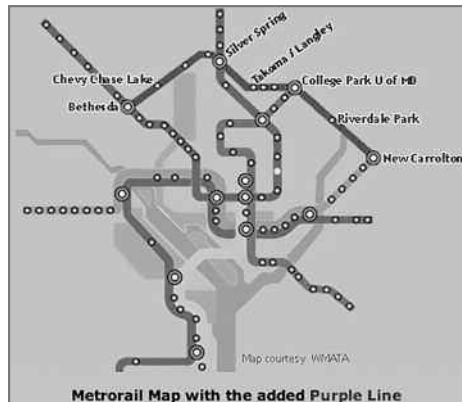 Silver Spring
Takoma / Langley
Chevy Chase Lake
College Park U of MD
Bethesda
Riverdale Park
New Carrolton
Map courtesy WMATA
Metrorail Map with the added Purple Line